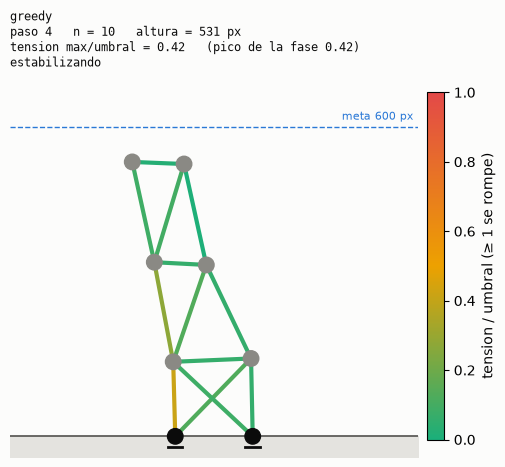 greedy
paso 4   n = 10   altura = 531 px
tension max/umbral = 0.42   (pico de la fase 0.42)
estabilizando
meta 600 px
1.0
0.8
0.6
0.4
0.2
0.0
tensión / umbral (≥ 1 se rompe)